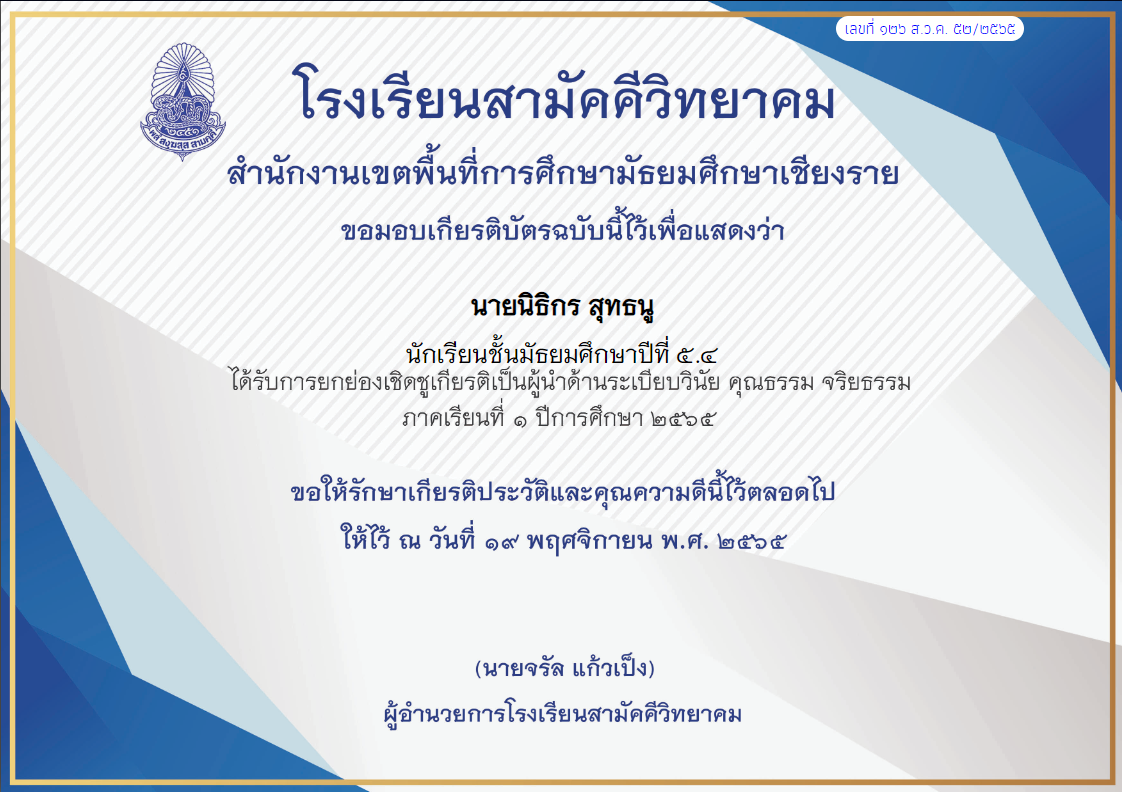 เลขที่ ๑๒๖ ส.ว.ค. ๕๒/๒๕๖๕
โรงเรียนสามัคคีวิทยาคม
สำนักงานเขตพื้นที่การศึกษามัธยมศึกษาเชียงราย
ขอมอบเกียรติบัตรฉบับนี้ไว้เพื่อแสดงว่า
นายนิธิกร สุทธนู
นักเรียนชั้นมัธยมศึกษาปีที่ ๕.๔
ได้รับการยกย่องเชิดชูเกียรติเป็นผู้นำด้านระเบียบวินัย คุณธรรม จริยธรรม
ภาคเรียนที่ ๑ ปีการศึกษา ๒๕๖๕
ขอให้รักษาเกียรติประวัติและคุณความดีนี้ไว้ตลอดไป
ให้ไว้ ณ วันที่ ๑๙ พฤศจิกายน พ.ศ. ๒๕๖๕
(นายจรัล แก้วเป็ง)
ผู้อำนวยการโรงเรียนสามัคคีวิทยาคม